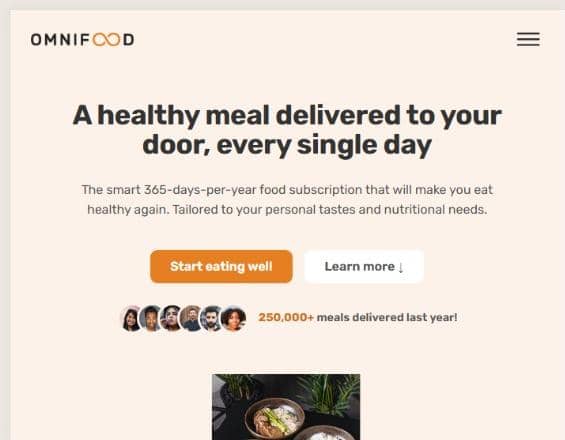 OMNIFOOD
A healthy meal delivered to your
door, every single day
The smart 365-days-per-year food subscription that will make you eat
healthy again. Tailored to your personal tastes and nutritional needs.
Start eating well
Learn more ↓
250,000+ meals delivered last year!